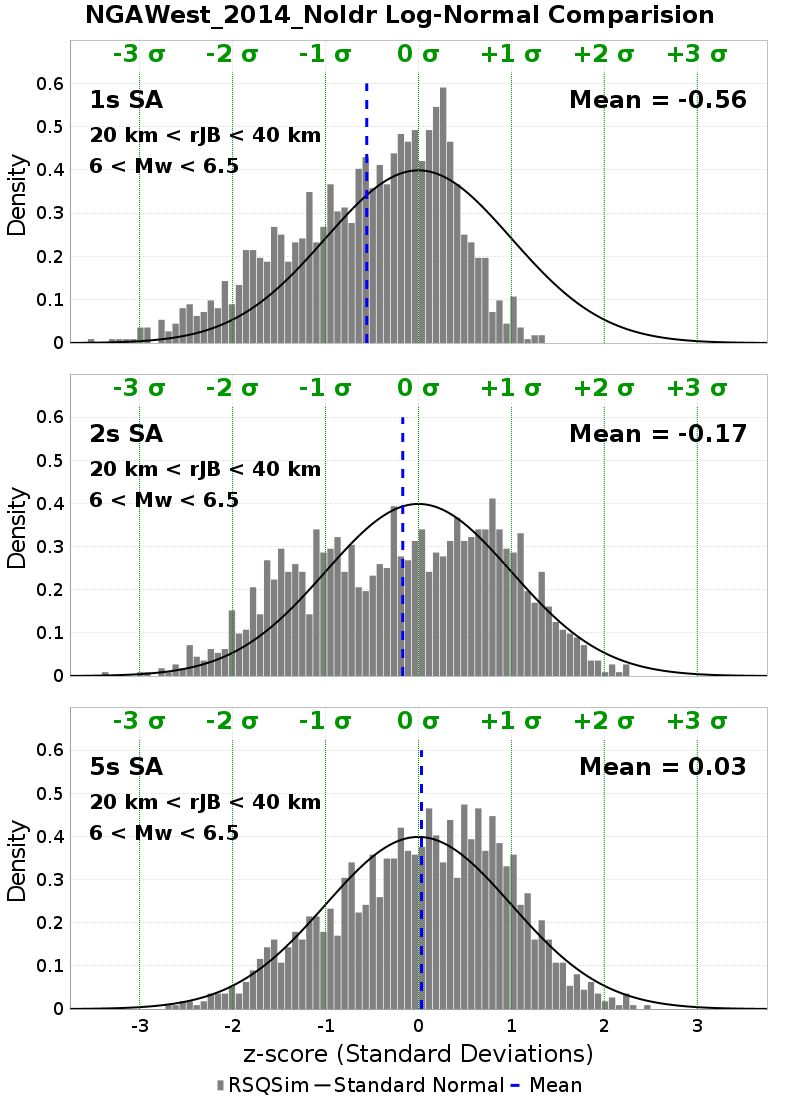 NGAWest_2014_NoIdr Log-Normal Comparision
-3 σ -2 σ -1 σ 0 σ +1 σ +2 σ +3 σ
0.6
1s SA Mean = -0.56
0.5
20 km < rJB < 40 km
6 < Mw < 6.5
0.4
0.3
0.2
0.1
0
Density
-3 σ -2 σ -1 σ 0 σ +1 σ +2 σ +3 σ
0.6
2s SA Mean = -0.17
0.5
20 km < rJB < 40 km
6 < Mw < 6.5
0.4
0.3
0.2
0.1
0
Density
-3 σ -2 σ -1 σ 0 σ +1 σ +2 σ +3 σ
0.6
5s SA Mean = 0.03
0.5
20 km < rJB < 40 km
6 < Mw < 6.5
0.4
0.3
0.2
0.1
0
Density
-3 -2 -1 0 1 2 3
z-score (Standard Deviations)
RSQSim Standard Normal Mean